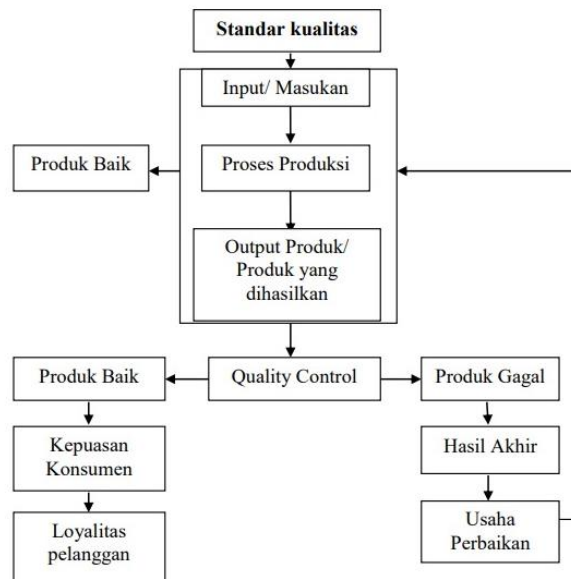 Standar kualitas
Input/ Masukan
Produk Baik
Proses Produksi
Output Produk/
Produk yang
dihasilkan
Produk Baik
Quality Control
Produk Gagal
Kepuasan
Konsumen
Hasil Akhir
Loyalitas
pelanggan
Usaha
Perbaikan